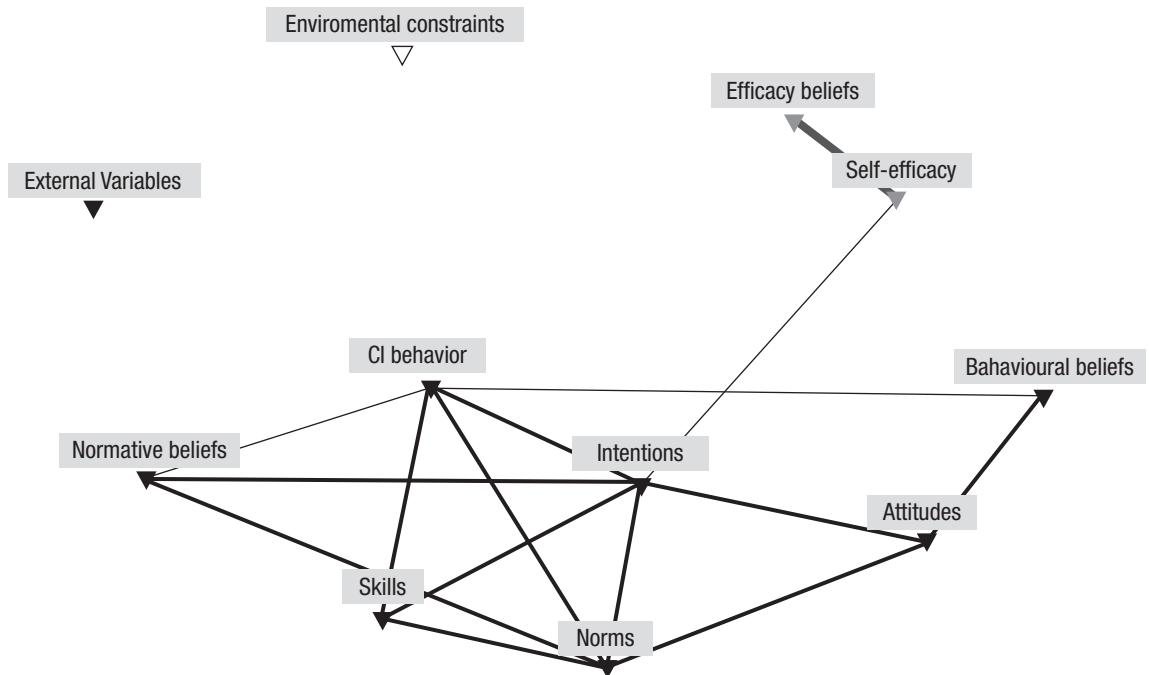 Enviromental constraints
Efficacy beliefs
Self-efficacy
External Variables
CI behavior
Bahavioural beliefs
Normative beliefs
Intentions
Attitudes
Skills
Norms